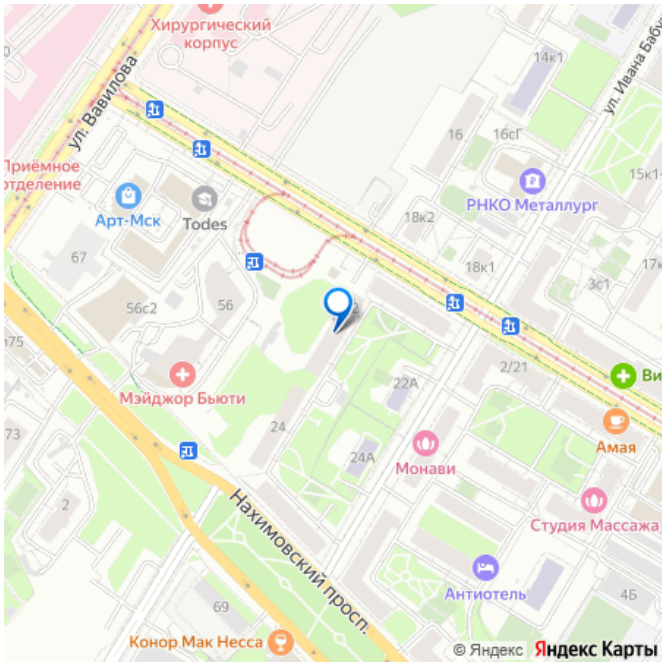 Хирургический
корпус
ул. Вавилова
14к1
ул. Ивана Бабу
16
16сГ
Приёмное
отделение
Арт-Мск
Todes
РНКО Металлург
15к1
18к2
67
18к1
17к
3с1
56с2
56
2
75
2/21
Ви
Мэйджор Бьюти
22А
73
24
Амая
24А
Монави
2
Нахимовский просп.
Студия Массажа
Антиотель
4Б
69
Конор Мак Несса
© Яндекс Яндекс Карты